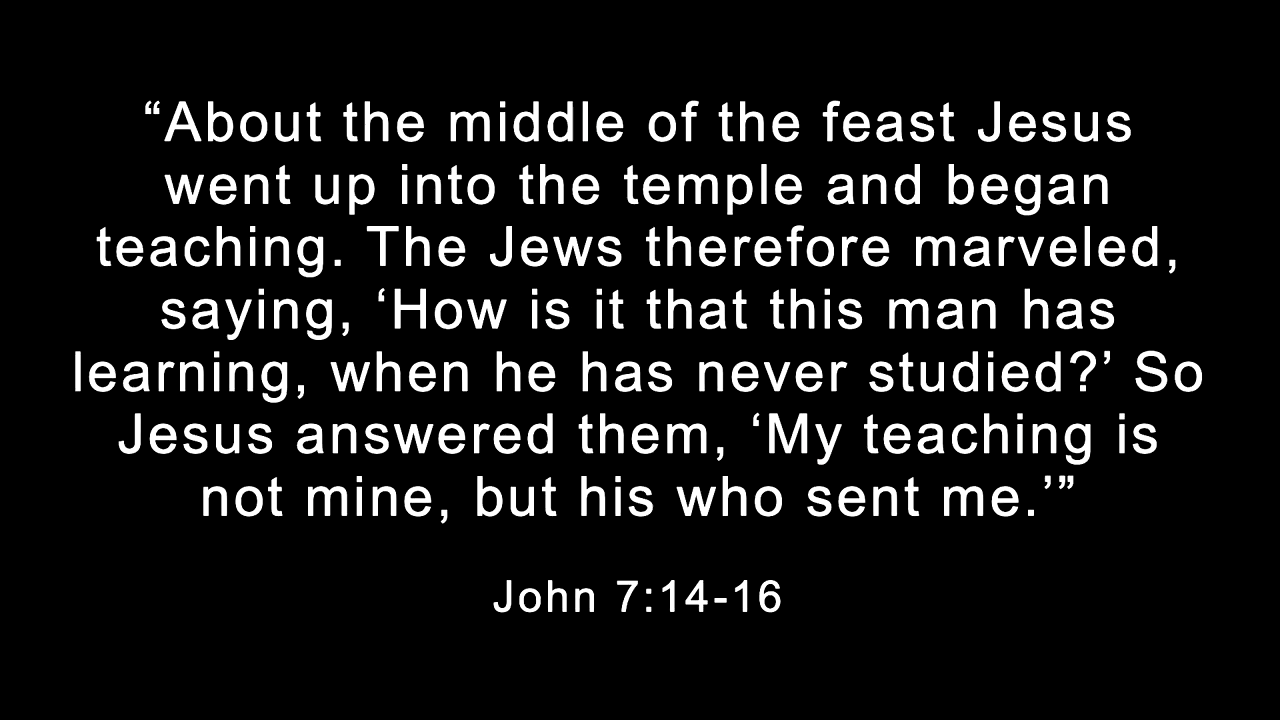 “About the middle of the feast Jesus
went up into the temple and began
teaching. The Jews therefore marveled,
saying, ‘How is it that this man has
learning, when he has never studied?’ So
Jesus answered them, ‘My teaching is
not mine, but his who sent me.’”
John 7:14-16